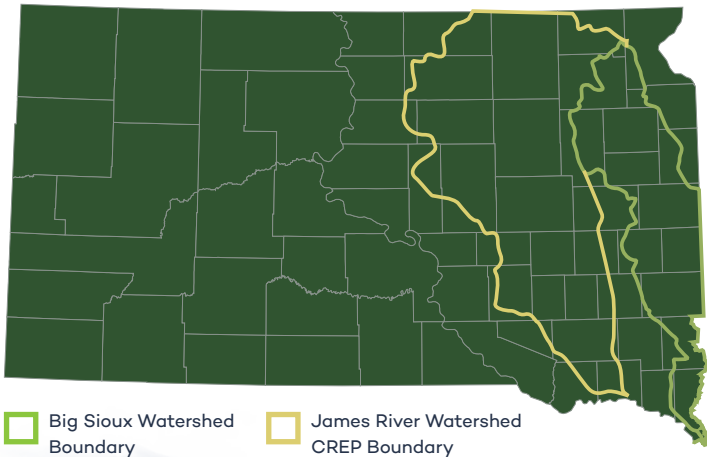 Big Sioux Watershed
Boundary
James River Watershed
CREP Boundary